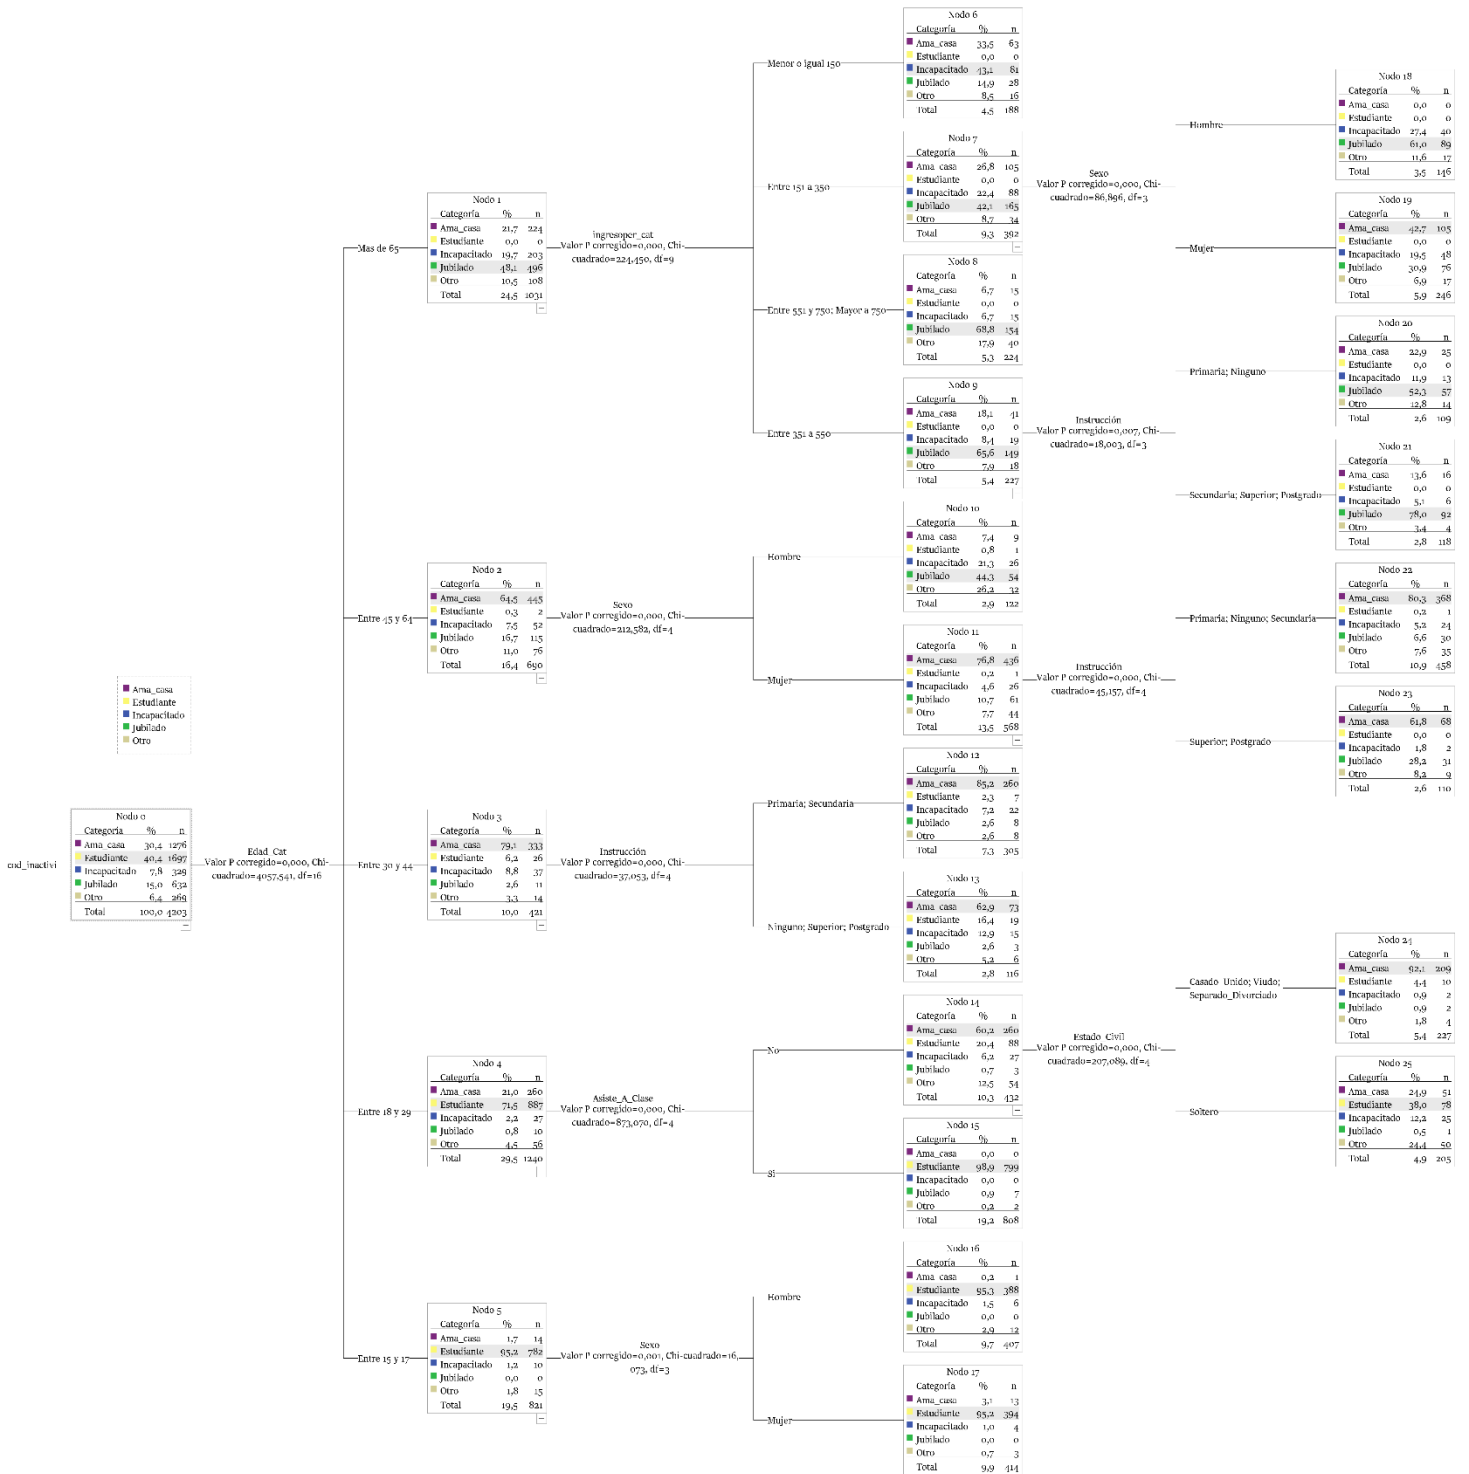 Ama_casa
Estudiante
Incapacitado
Jubilado
Otro
cnd_inactivi
Nodo 0
Categoría % n
Ama_casa 30,4 1276
Estudiante 40,4 1697
Incapacitado 7,8 329
Jubilado 15,0 632
Otro 6,4 269
Total 100,0 4203
Edad_Cat
Valor P corregido=0,000, Chi-
cuadrado=4057,541, df=16
Mas de 65
Nodo 1
Categoría % n
Ama_casa 21,7 224
Estudiante 0,0 0
Incapacitado 19,7 203
Jubilado 48,1 496
Otro 10,5 108
Total 24,5 1031
ingresoper_cat
Valor P corregido=0,000, Chi-
cuadrado=224,450, df=9
Entre 45 y 64
Nodo 2
Categoría % n
Ama_casa 64,5 445
Estudiante 0,3 2
Incapacitado 7,5 52
Jubilado 16,7 115
Otro 11,0 76
Total 16,4 690
Sexo
Valor P corregido=0,000, Chi-
cuadrado=212,582, df=4
Entre 30 y 44
Nodo 3
Categoría % n
Ama_casa 79,1 333
Estudiante 6,2 26
Incapacitado 8,8 37
Jubilado 2,6 11
Otro 3,3 14
Total 10,0 421
Instrucción
Valor P corregido=0,000, Chi-
cuadrado=37,053, df=4
Entre 18 y 29
Nodo 4
Categoría % n
Ama_casa 21,0 260
Estudiante 71,5 887
Incapacitado 2,2 27
Jubilado 0,8 10
Otro 4,5 56
Total 29,5 1240
Asiste_A_Clase
Valor P corregido=0,000, Chi-
cuadrado=873,070, df=4
Entre 15 y 17
Nodo 5
Categoría % n
Ama_casa 1,7 14
Estudiante 95,2 782
Incapacitado 1,2 10
Jubilado 0,0 0
Otro 1,8 15
Total 19,5 821
Sexo
Valor P corregido=0,001, Chi-cuadrado=16,
073, df=3
Menor o igual 150
Nodo 6
Categoría % n
Ama_casa 33,5 63
Estudiante 0,0 0
Incapacitado 43,1 81
Jubilado 14,9 28
Otro 8,5 16
Total 4,5 188
Entre 151 a 350
Nodo 7
Categoría % n
Ama_casa 26,8 105
Estudiante 0,0 0
Incapacitado 22,4 88
Jubilado 42,1 165
Otro 8,7 34
Total 9,3 392
Sexo
Valor P corregido=0,000, Chi-
cuadrado=86,896, df=3
Entre 551 y 750; Mayor a 750
Nodo 8
Categoría % n
Ama_casa 6,7 15
Estudiante 0,0 0
Incapacitado 6,7 15
Jubilado 68,8 154
Otro 17,9 40
Total 5,3 224
Entre 351 a 550
Nodo 9
Categoría % n
Ama_casa 18,1 41
Estudiante 0,0 0
Incapacitado 8,4 19
Jubilado 65,6 149
Otro 7,9 18
Total 5,4 227
Instrucción
Valor P corregido=0,007, Chi-
cuadrado=18,003, df=3
Hombre
Nodo 10
Categoría % n
Ama_casa 7,4 9
Estudiante 0,8 1
Incapacitado 21,3 26
Jubilado 44,3 54
Otro 26,2 32
Total 2,9 122
Mujer
Nodo 11
Categoría % n
Ama_casa 76,8 436
Estudiante 0,2 1
Incapacitado 4,6 26
Jubilado 10,7 61
Otro 7,7 44
Total 13,5 568
Instrucción
Valor P corregido=0,000, Chi-
cuadrado=45,157, df=4
Primaria; Secundaria
Nodo 12
Categoría % n
Ama_casa 85,2 260
Estudiante 2,3 7
Incapacitado 7,2 22
Jubilado 2,6 8
Otro 2,6 8
Total 7,3 305
Ninguno; Superior; Postgrado
Nodo 13
Categoría % n
Ama_casa 62,9 73
Estudiante 16,4 19
Incapacitado 12,9 15
Jubilado 2,6 3
Otro 5,2 6
Total 2,8 116
No
Nodo 14
Categoría % n
Ama_casa 60,2 260
Estudiante 20,4 88
Incapacitado 6,2 27
Jubilado 0,7 3
Otro 12,5 54
Total 10,3 432
Estado_Civil
Valor P corregido=0,000, Chi-
cuadrado=207,089, df=4
Si
Nodo 15
Categoría % n
Ama_casa 0,0 0
Estudiante 98,9 799
Incapacitado 0,0 0
Jubilado 0,9 7
Otro 0,2 2
Total 19,2 808
Hombre
Nodo 16
Categoría % n
Ama_casa 0,2 1
Estudiante 95,3 388
Incapacitado 1,5 6
Jubilado 0,0 0
Otro 2,9 12
Total 9,7 407
Mujer
Nodo 17
Categoría % n
Ama_casa 3,1 13
Estudiante 95,2 394
Incapacitado 1,0 4
Jubilado 0,0 0
Otro 0,7 3
Total 9,9 414
Hombre
Nodo 18
Categoría % n
Ama_casa 0,0 0
Estudiante 0,0 0
Incapacitado 27,4 40
Jubilado 61,0 89
Otro 11,6 17
Total 3,5 146
Mujer
Nodo 19
Categoría % n
Ama_casa 42,7 105
Estudiante 0,0 0
Incapacitado 19,5 48
Jubilado 30,9 76
Otro 6,9 17
Total 5,9 246
Primaria; Ninguno
Nodo 20
Categoría % n
Ama_casa 22,9 25
Estudiante 0,0 0
Incapacitado 11,9 13
Jubilado 52,3 57
Otro 12,8 14
Total 2,6 109
Secundaria; Superior; Postgrado
Nodo 21
Categoría % n
Ama_casa 13,6 16
Estudiante 0,0 0
Incapacitado 5,1 6
Jubilado 78,0 92
Otro 3,4 4
Total 2,8 118
Primaria; Ninguno; Secundaria
Nodo 22
Categoría % n
Ama_casa 80,3 368
Estudiante 0,2 1
Incapacitado 5,2 24
Jubilado 6,6 30
Otro 7,6 35
Total 10,9 458
Superior; Postgrado
Nodo 23
Categoría % n
Ama_casa 61,8 68
Estudiante 0,0 0
Incapacitado 1,8 2
Jubilado 28,2 31
Otro 8,2 9
Total 2,6 110
Casado_Unido; Viudo;
Separado_Divorciado
Nodo 24
Categoría % n
Ama_casa 92,1 209
Estudiante 4,4 10
Incapacitado 0,9 2
Jubilado 0,9 2
Otro 1,8 4
Total 5,4 227
Soltero
Nodo 25
Categoría % n
Ama_casa 24,9 51
Estudiante 38,0 78
Incapacitado 12,2 25
Jubilado 0,5 1
Otro 24,4 50
Total 4,9 205